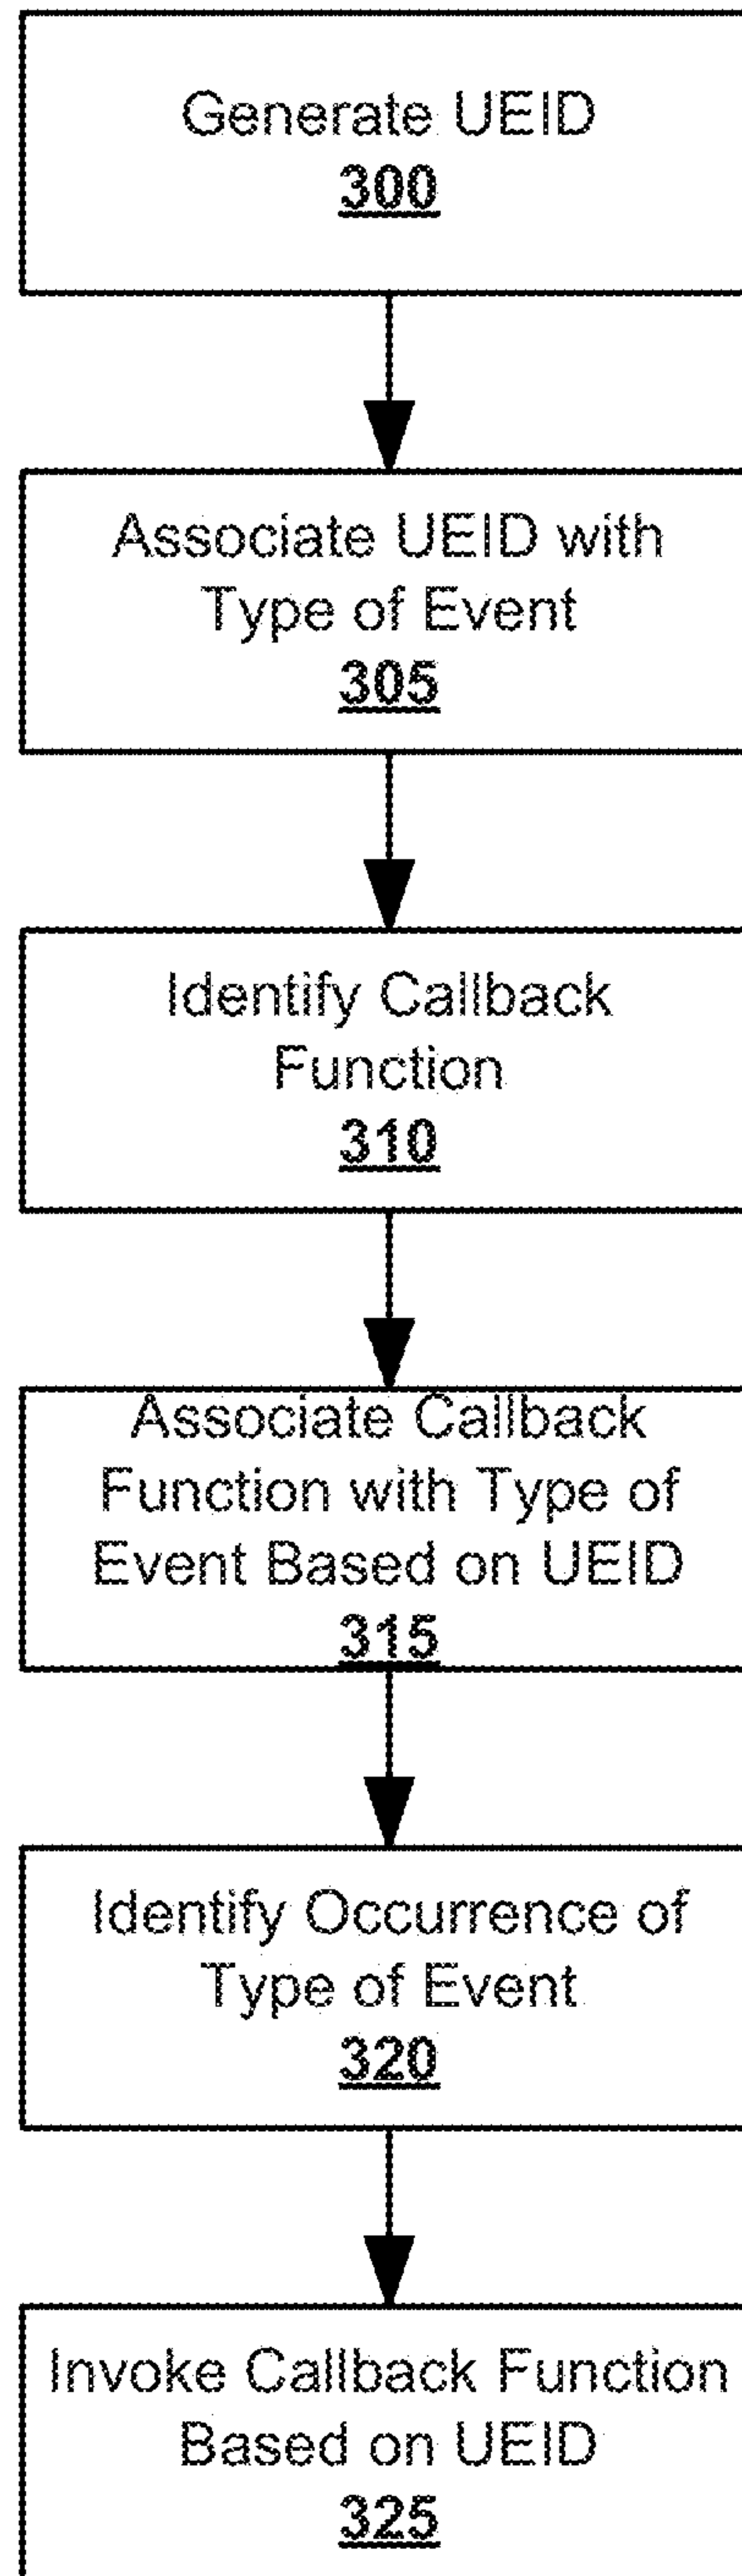 Generate UEID
300
Associate UEID with
Type of Event
305
Identify Callback
Function
310
Associate Callback
Function with Type of
Event Based on UEID
315
Identify Occurrence of
Type of Event
320
Invoke Callback Function
Based on UEID
325